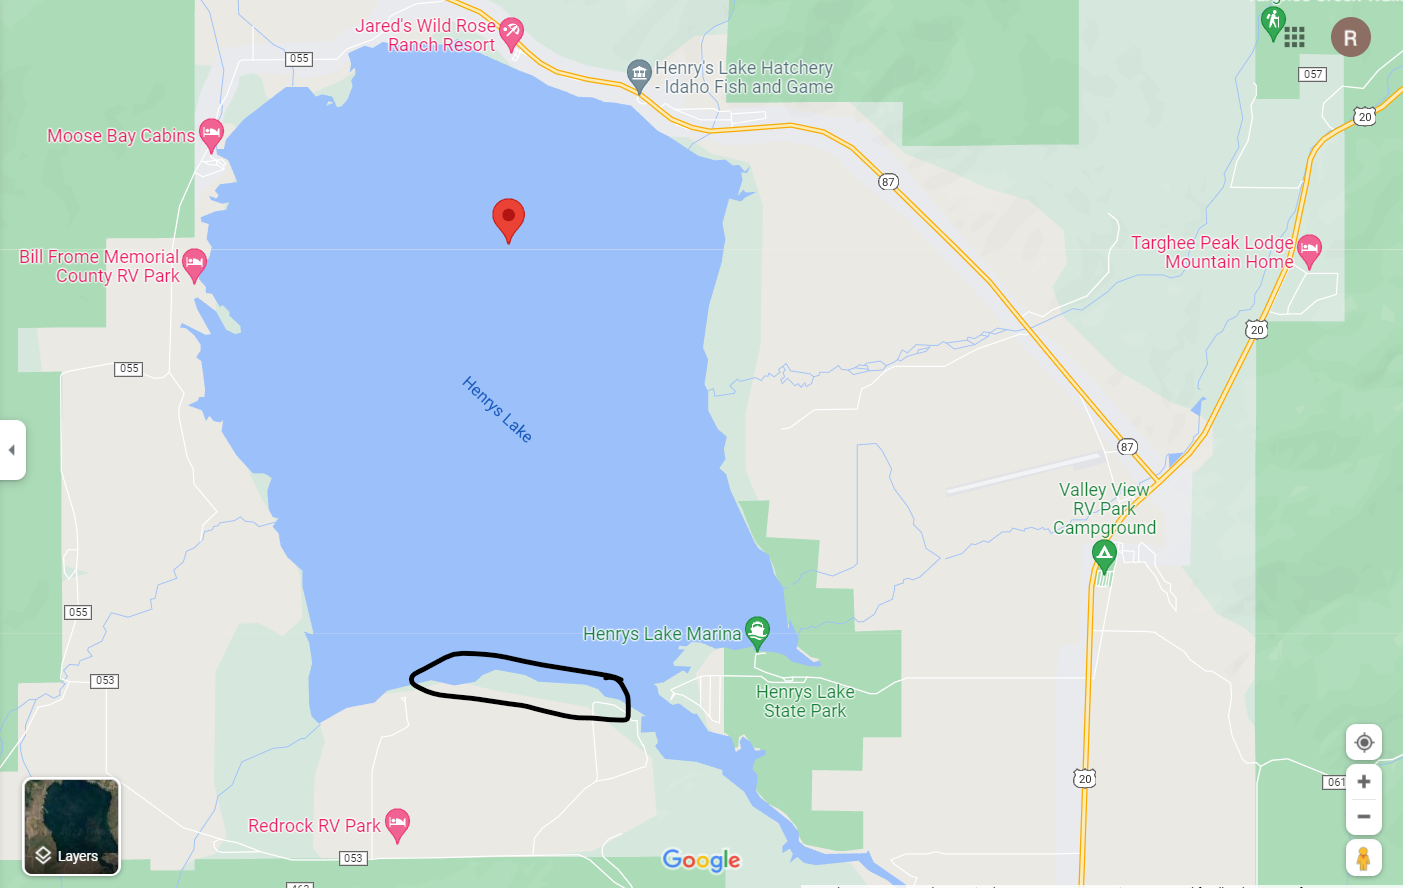 Jared's Wild Rose
Ranch Resort
055
Henry's Lake Hatchery
- Idaho Fish and Game
R
057
20
Moose Bay Cabins
87
Bill Frome Memorial
County RV Park
Targhee Peak Lodge
Mountain Home
20
055
Henrys Lake
87
Valley View
RV Park
Campground
055
Henrys Lake Marina
053
Henrys Lake
State Park
20
061
Redrock RV Park
Layers
053
Google